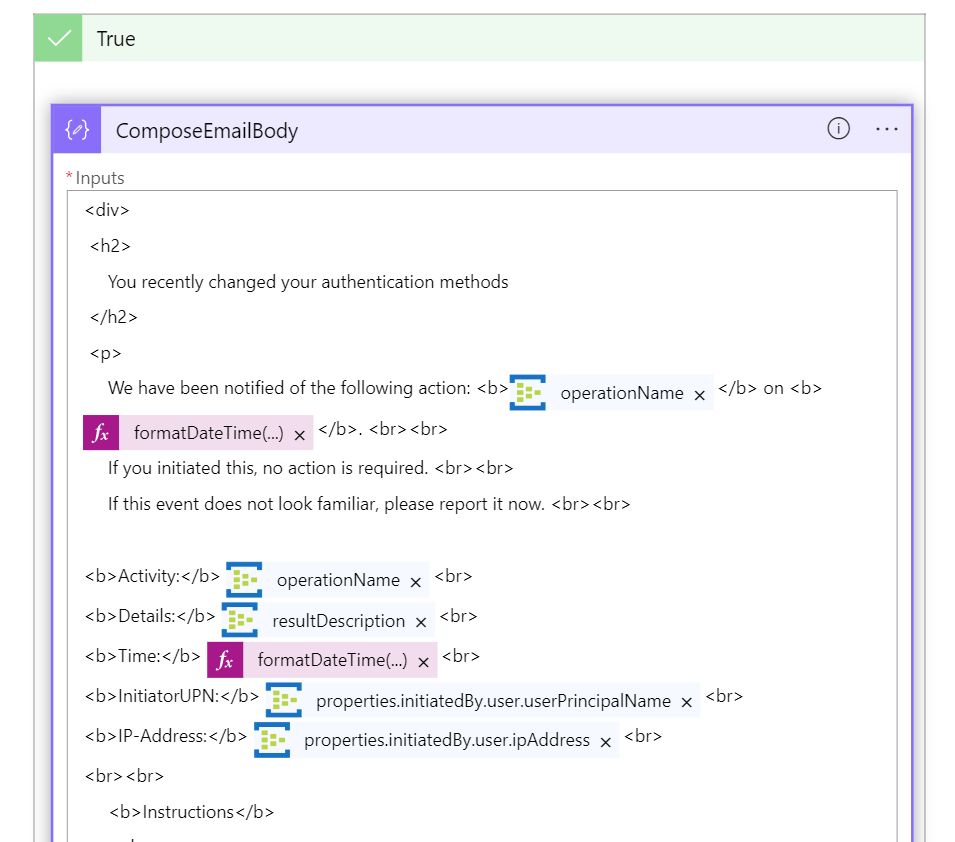 True
ComposeEmailBody
*Inputs
<div>
<h2>
You recently changed your authentication methods
</h2>
<p>
We have been notified of the following action: <b> operationName × </b> on <b>
fx formatDateTime(...) × </b>. <br><br>
If you initiated this, no action is required. <br><br>
If this event does not look familiar, please report it now. <br><br>
<b>Activity:</b> operationName × <br>
<b>Details:</b> resultDescription × <br>
<b>Time:</b> fx formatDateTime(...) × <br>
<b>InitiatorUPN:</b> properties.initiatedBy.user.userPrincipalName × <br>
<b>IP-Address:</b> properties.initiatedBy.user.ipAddress × <br>
<br><br>
<b>Instructions</b>